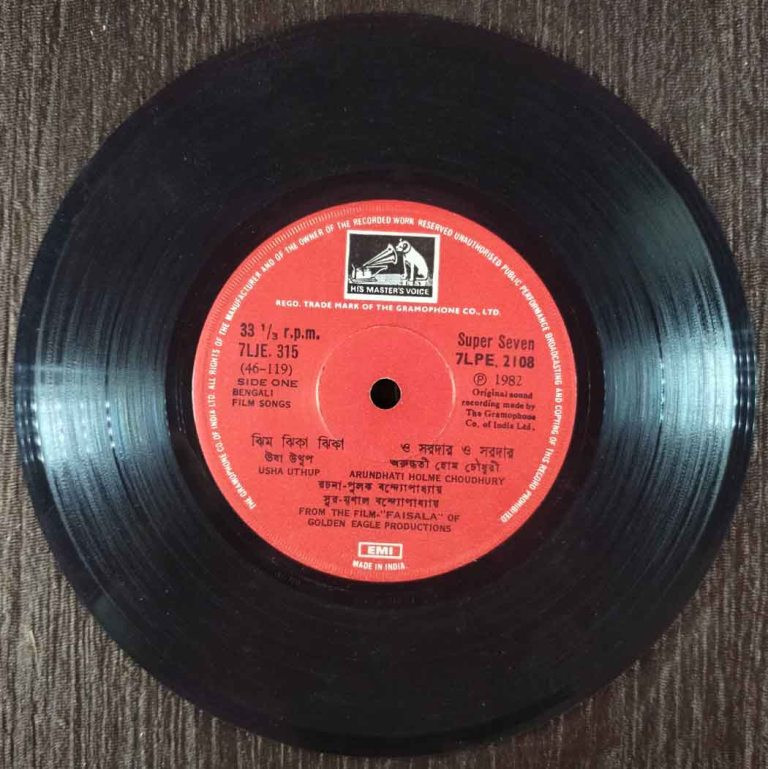 THE GRAMOPHONE CO. OF INDIA LTD. ALL RIGHTS OF THE MANUFACTURER AND OF THE OWNER OF THE RECORDED WORK RESERVED UNAUTHORISED PUBLIC PERFORMANCE BROADCASTING AND COPYING OF THIS RECORD PROHIBITED
HIS MASTER'S VOICE
REGD. TRADE MARK OF THE GRAMOPHONE CO., LTD.
33 1/3 r.p.m.
7LJE. 315
(46-119)
SIDE ONE
BENGALI
FILM SONGS
Super Seven
7LPE. 2108
Ⓟ 1982
Original sound
recording made by
The Gramophone
Co. of India Ltd.
ঝিম ঝিকা ঝিকা
ঊষা উত্থুপ
USHA UTHUP
ও সরদার ও সরদার
অরুন্ধতী হোম চৌধুরী
ARUNDHATI HOLME CHOUDHURY
রচনা-পুলক বন্দ্যোপাধ্যায়
সুর-মৃণাল বন্দ্যোপাধ্যায়
FROM THE FILM-"FAISALA" OF
GOLDEN EAGLE PRODUCTIONS
EMI
MADE IN INDIA